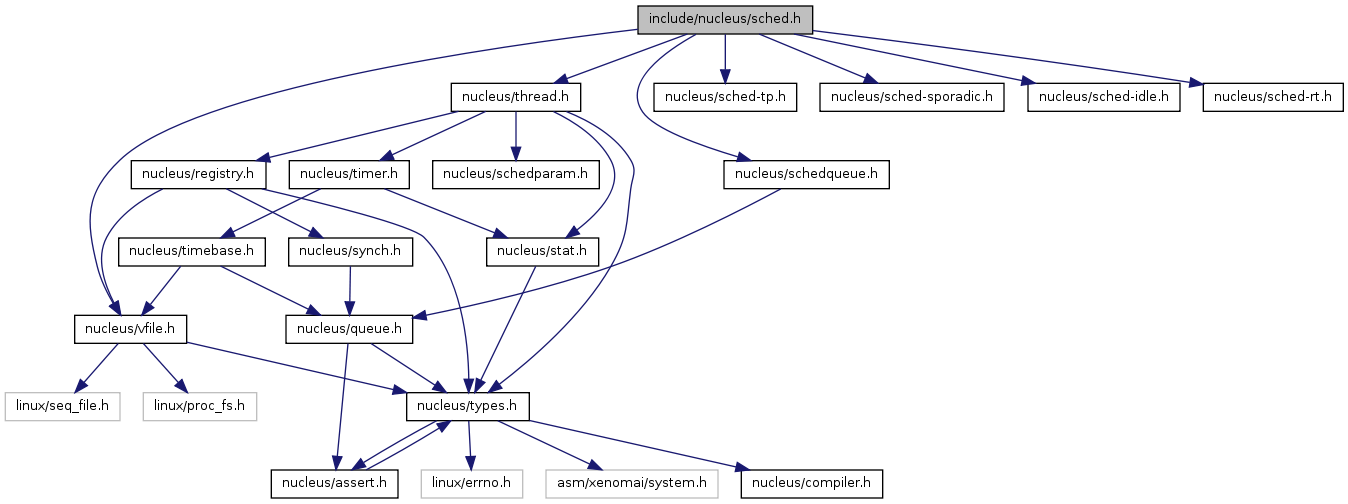 include/nucleus/sched.h
nucleus/thread.h
nucleus/sched-tp.h
nucleus/sched-sporadic.h
nucleus/sched-idle.h
nucleus/sched-rt.h
nucleus/registry.h
nucleus/timer.h
nucleus/schedparam.h
nucleus/schedqueue.h
nucleus/timebase.h
nucleus/synch.h
nucleus/stat.h
nucleus/vfile.h
nucleus/queue.h
linux/seq_file.h
linux/proc_fs.h
nucleus/types.h
nucleus/assert.h
linux/errno.h
asm/xenomai/system.h
nucleus/compiler.h